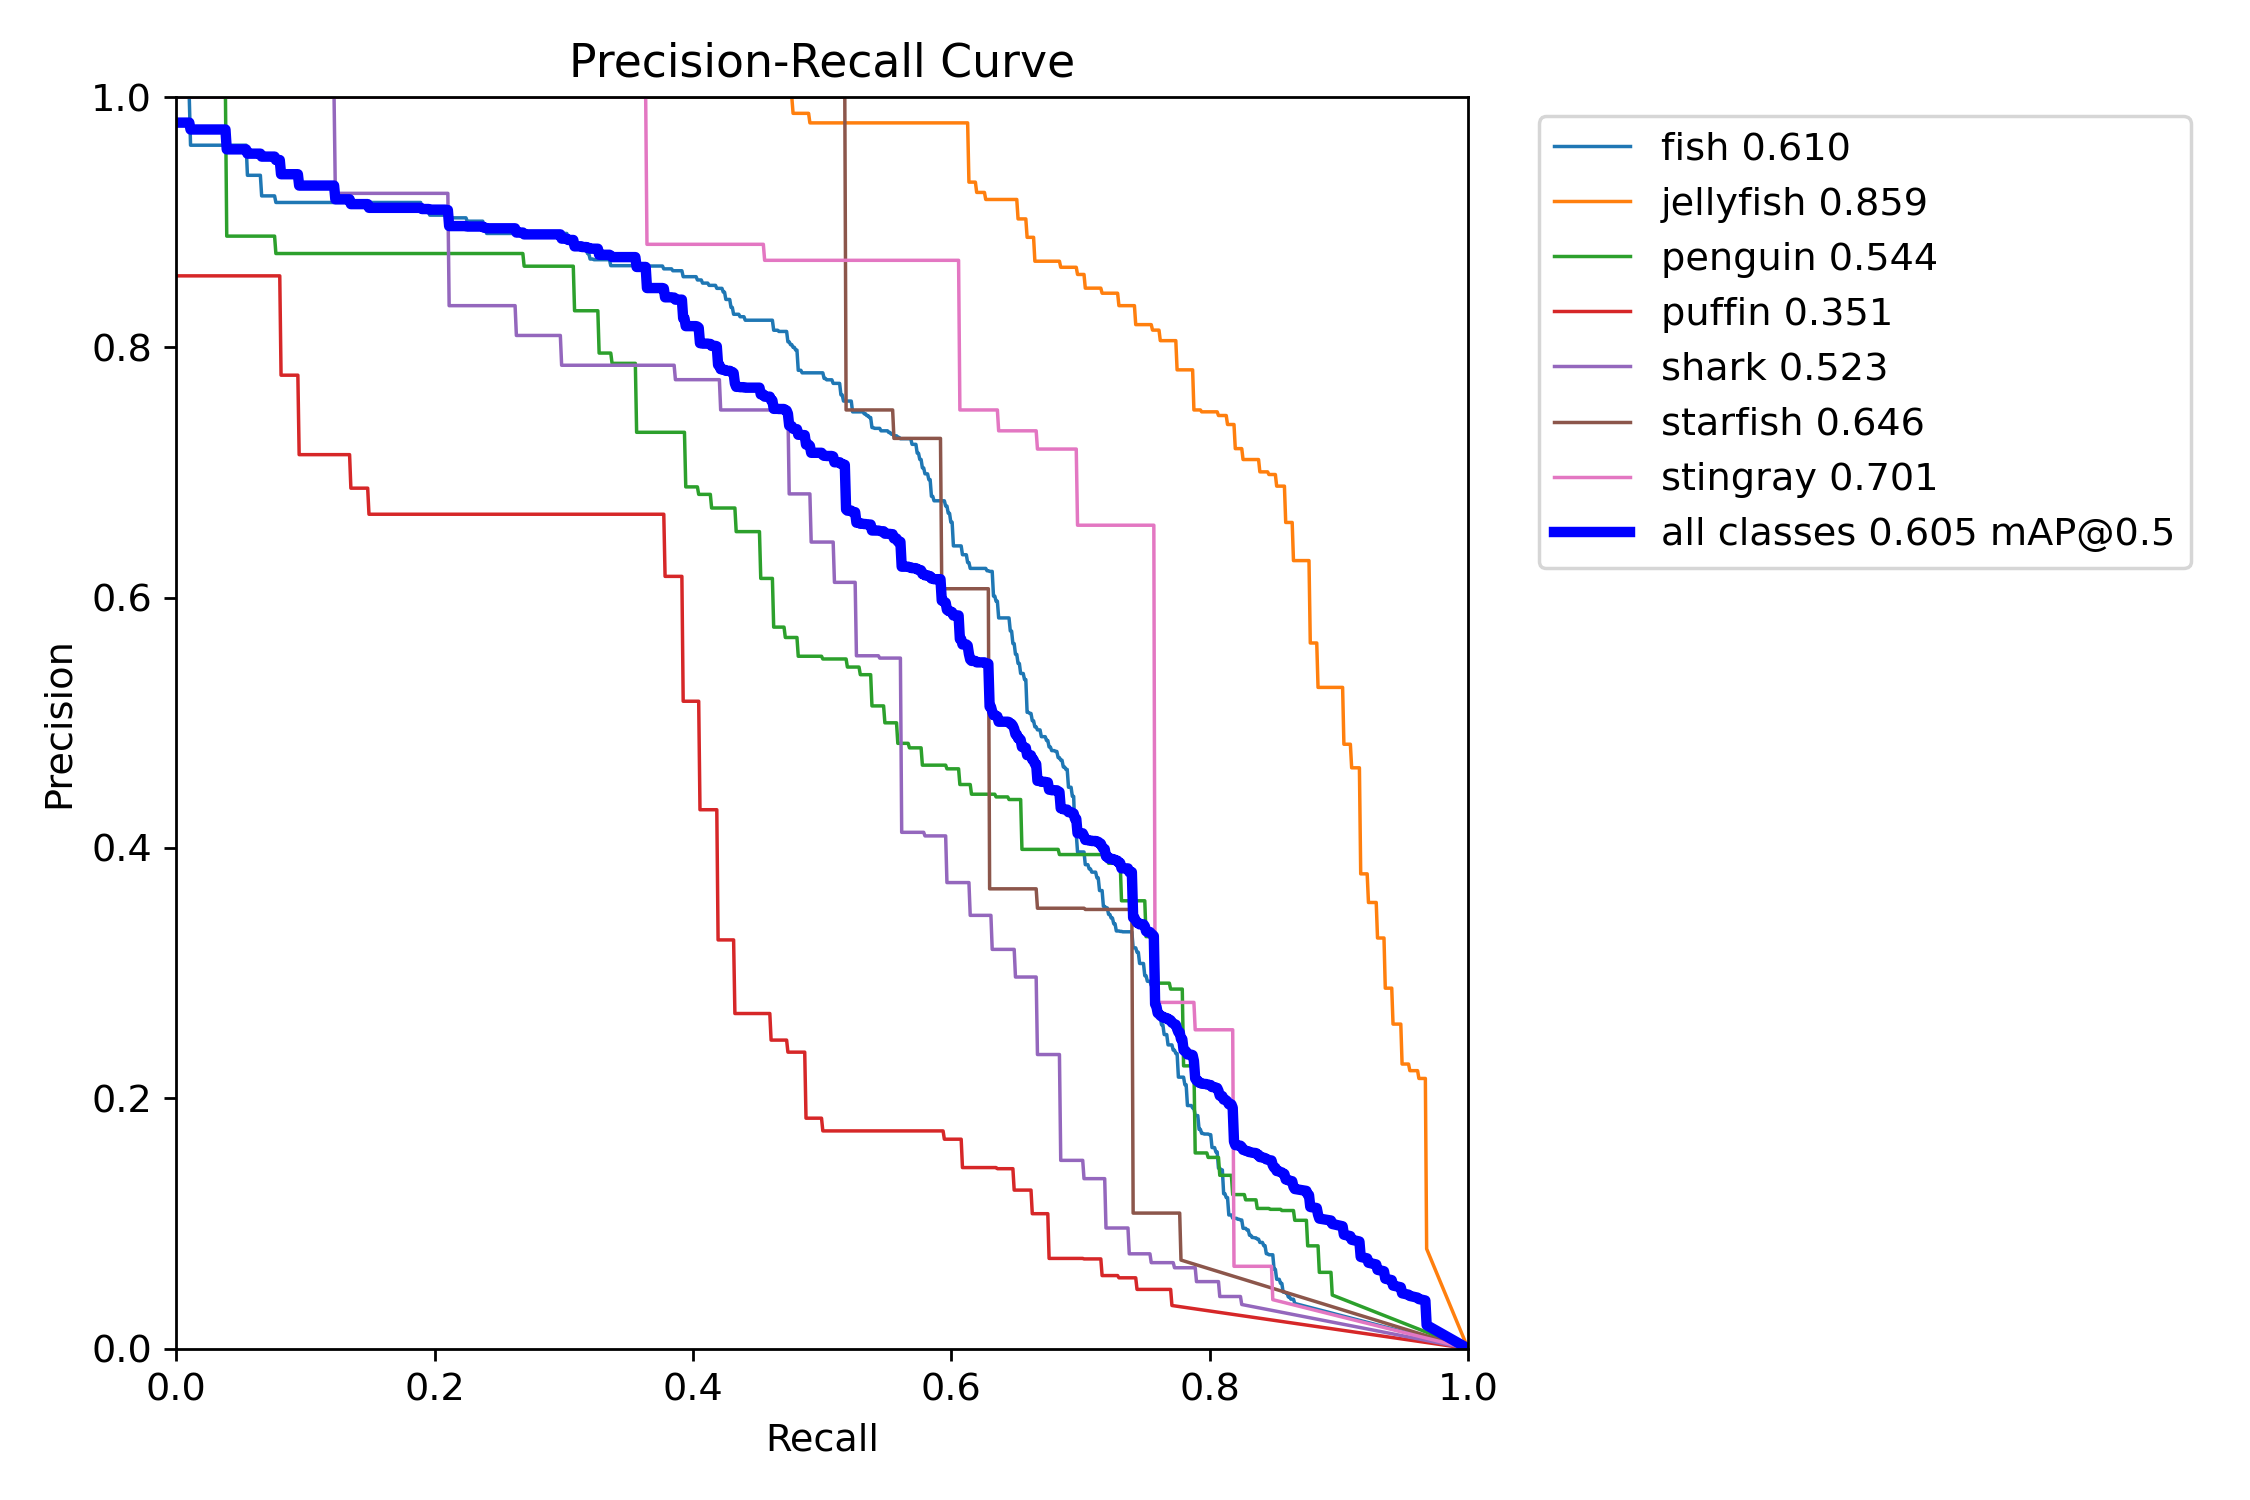 Precision-Recall Curve
1.0
0.8
0.6
0.4
0.2
0.0
Precision
0.0 0.2 0.4 0.6 0.8 1.0
Recall
fish 0.610
jellyfish 0.859
penguin 0.544
puffin 0.351
shark 0.523
starfish 0.646
stingray 0.701
all classes 0.605 mAP@0.5